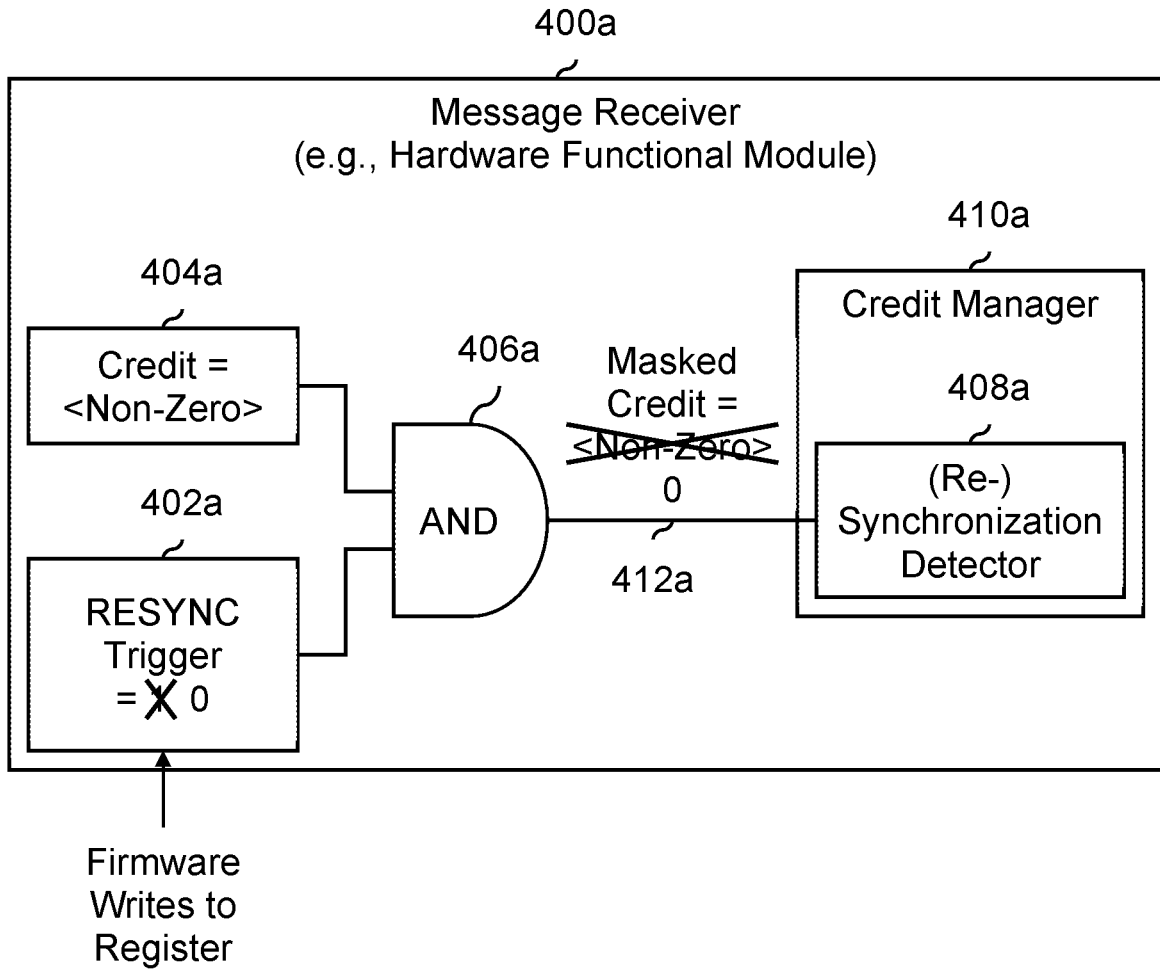 400a
Message Receiver
(e.g., Hardware Functional Module)
410a
Credit Manager
404a
Credit =
<Non-Zero>
406a
Masked
Credit =
<Non-Zero>
0
408a
(Re-)
Synchronization
Detector
402a
RESYNC
Trigger
= 1 0
AND
412a
Firmware
Writes to
Register